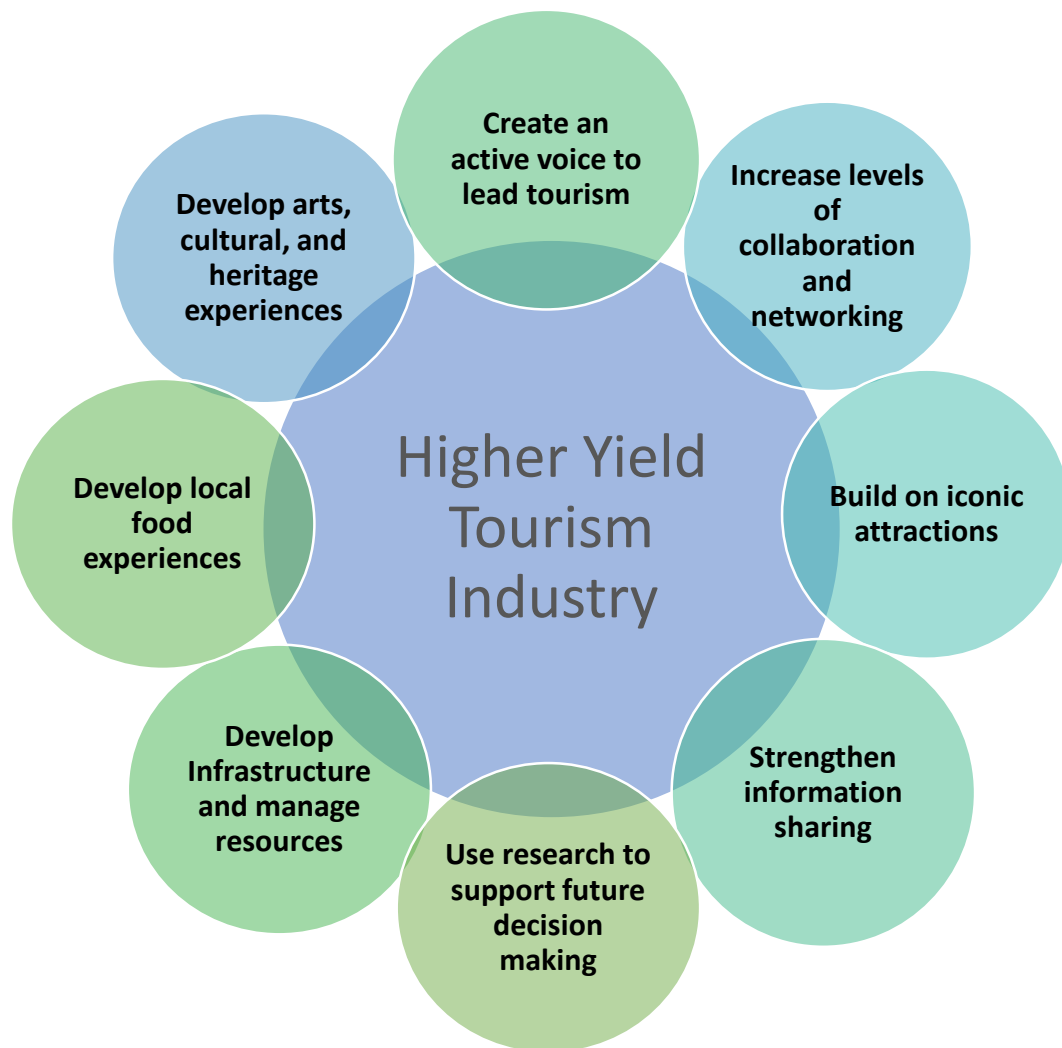 Create an
active voice to
lead tourism
Increase levels
of
collaboration
and
networking
Build on iconic
attractions
Strengthen
information
sharing
Use research to
support future
decision
making
Develop
Infrastructure
and manage
resources
Develop local
food
experiences
Develop arts,
cultural, and
heritage
experiences
Higher Yield
Tourism
Industry